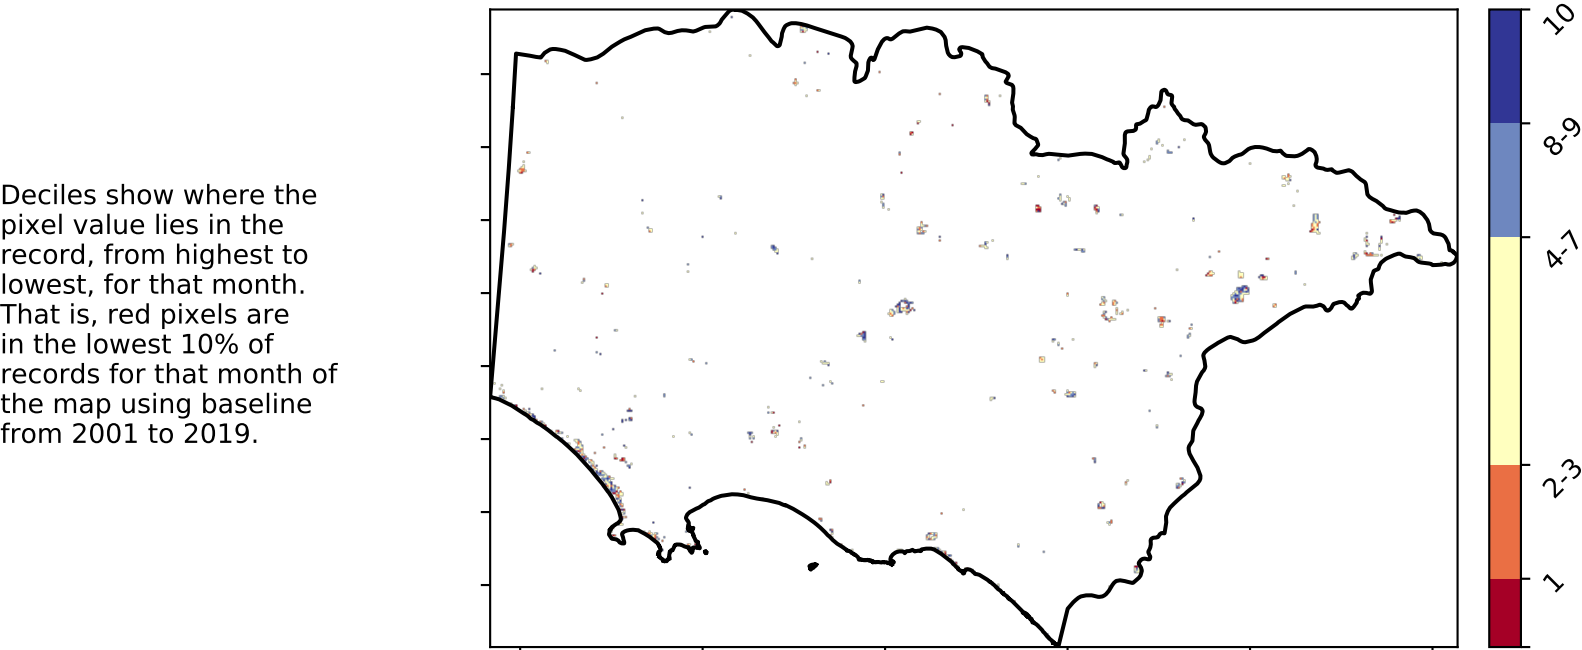 Deciles show where the
pixel value lies in the
record, from highest to
lowest, for that month.
That is, red pixels are
in the lowest 10% of
records for that month of
the map using baseline
from 2001 to 2019.
10
8-9
4-7
2-3
1